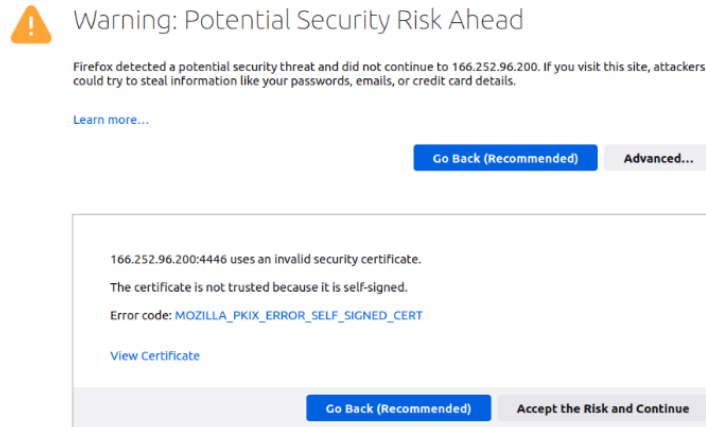 Warning: Potential Security Risk Ahead
Firefox detected a potential security threat and did not continue to 166.252.96.200. If you visit this site, attackers
could try to steal information like your passwords, emails, or credit card details.
Learn more…
Go Back (Recommended) Advanced…
166.252.96.200:4446 uses an invalid security certificate.
The certificate is not trusted because it is self-signed.
Error code: MOZILLA_PKIX_ERROR_SELF_SIGNED_CERT
View Certificate
Go Back (Recommended) Accept the Risk and Continue